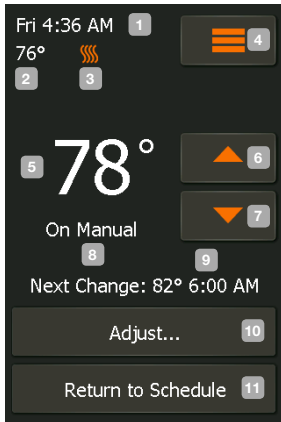 Fri 4:36 AM 1
4
76°
2 3
5 78° 6
7
On Manual
8 9
Next Change: 82° 6:00 AM
Adjust... 10
Return to Schedule 11